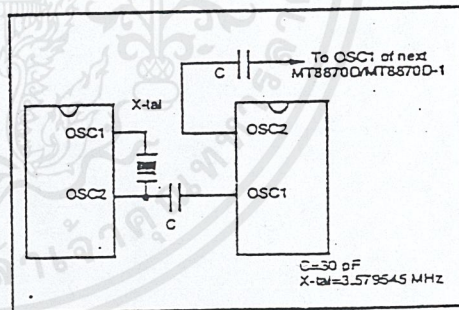 To OSC1 of next
MT8870D/MT8870D-1
C
X-tal
OSC1
OSC2
OSC2
OSC1
C
C=30 pF
X-tal=3.579545 MHz